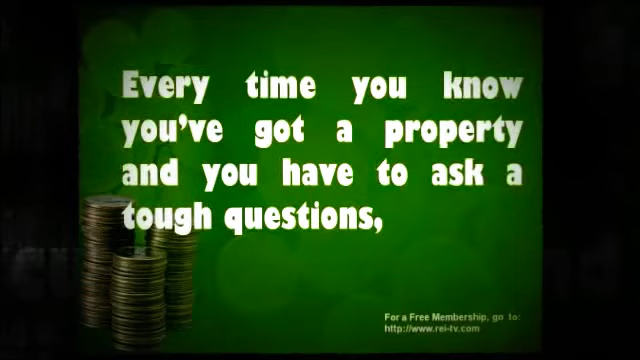 Every time you know
you've got a property
and you have to ask a
tough questions,
For a Free Membership, go to:
http://www.rei-tv.com